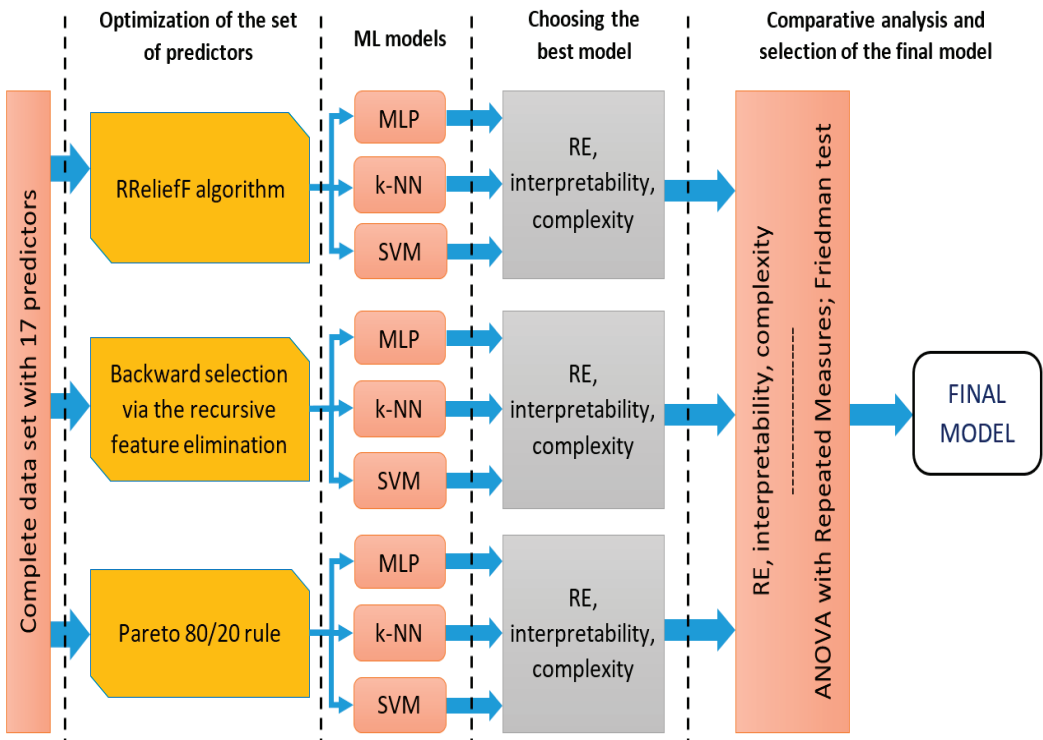 Optimization of the set
of predictors
ML models
Choosing the
best model
Comparative analysis and
selection of the final model
Complete data set with 17 predictors
RReliefF algorithm
MLP
k-NN
SVM
RE,
interpretability,
complexity
Backward selection
via the recursive
feature elimination
MLP
k-NN
SVM
RE,
interpretability,
complexity
Pareto 80/20 rule
MLP
k-NN
SVM
RE,
interpretability,
complexity
RE, interpretability, complexity
ANOVA with Repeated Measures; Friedman test
FINAL
MODEL